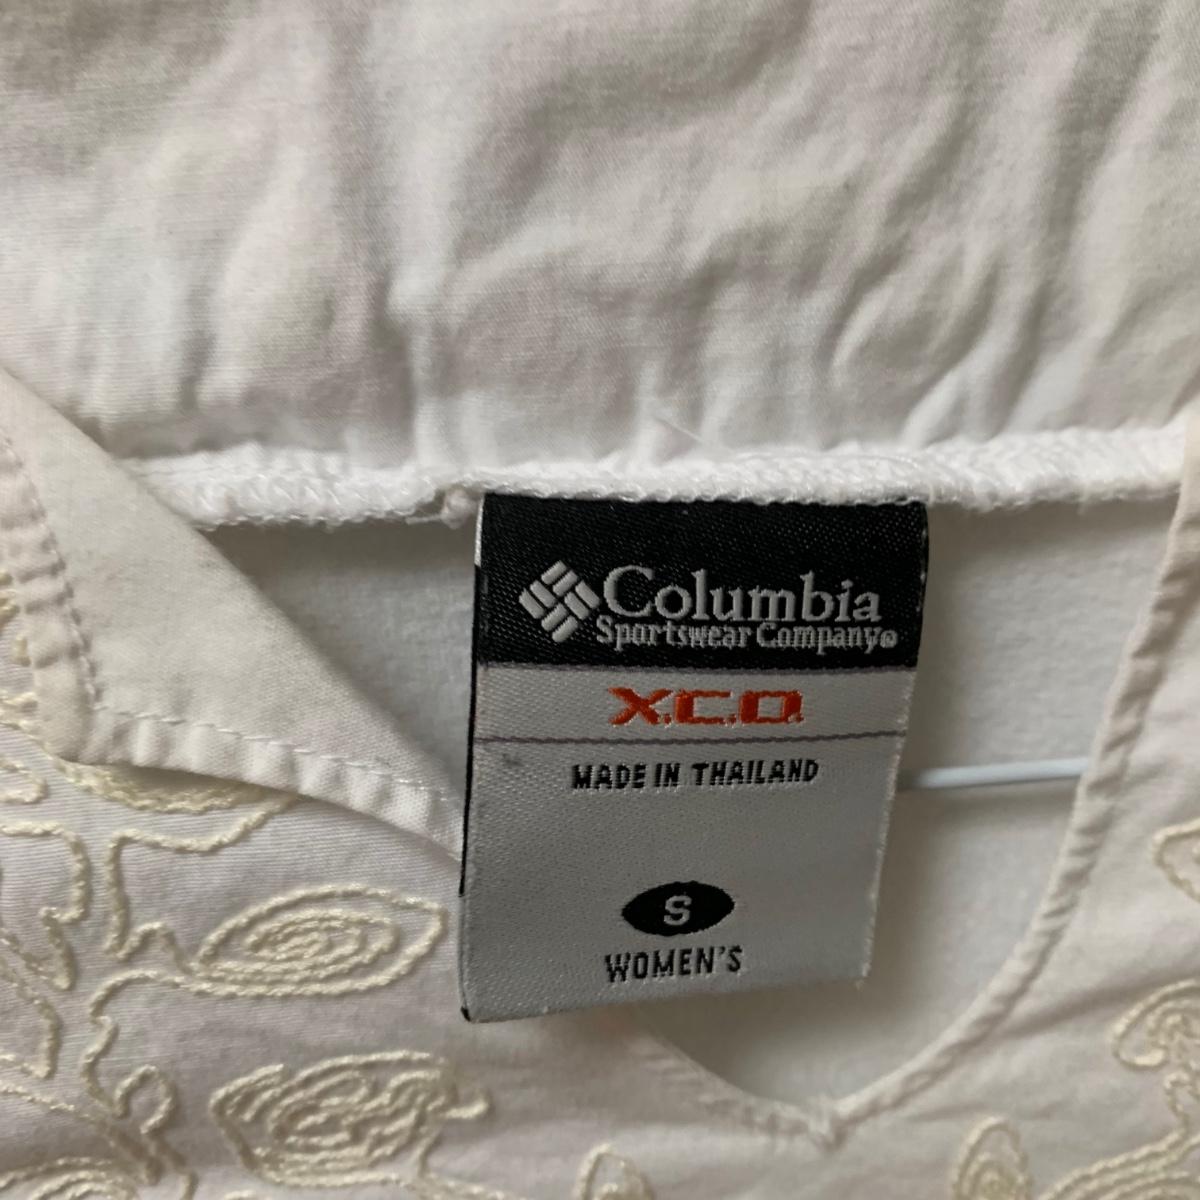 Columbia
Sportswear Company®
X.C.O.
MADE IN THAILAND
S
WOMEN'S